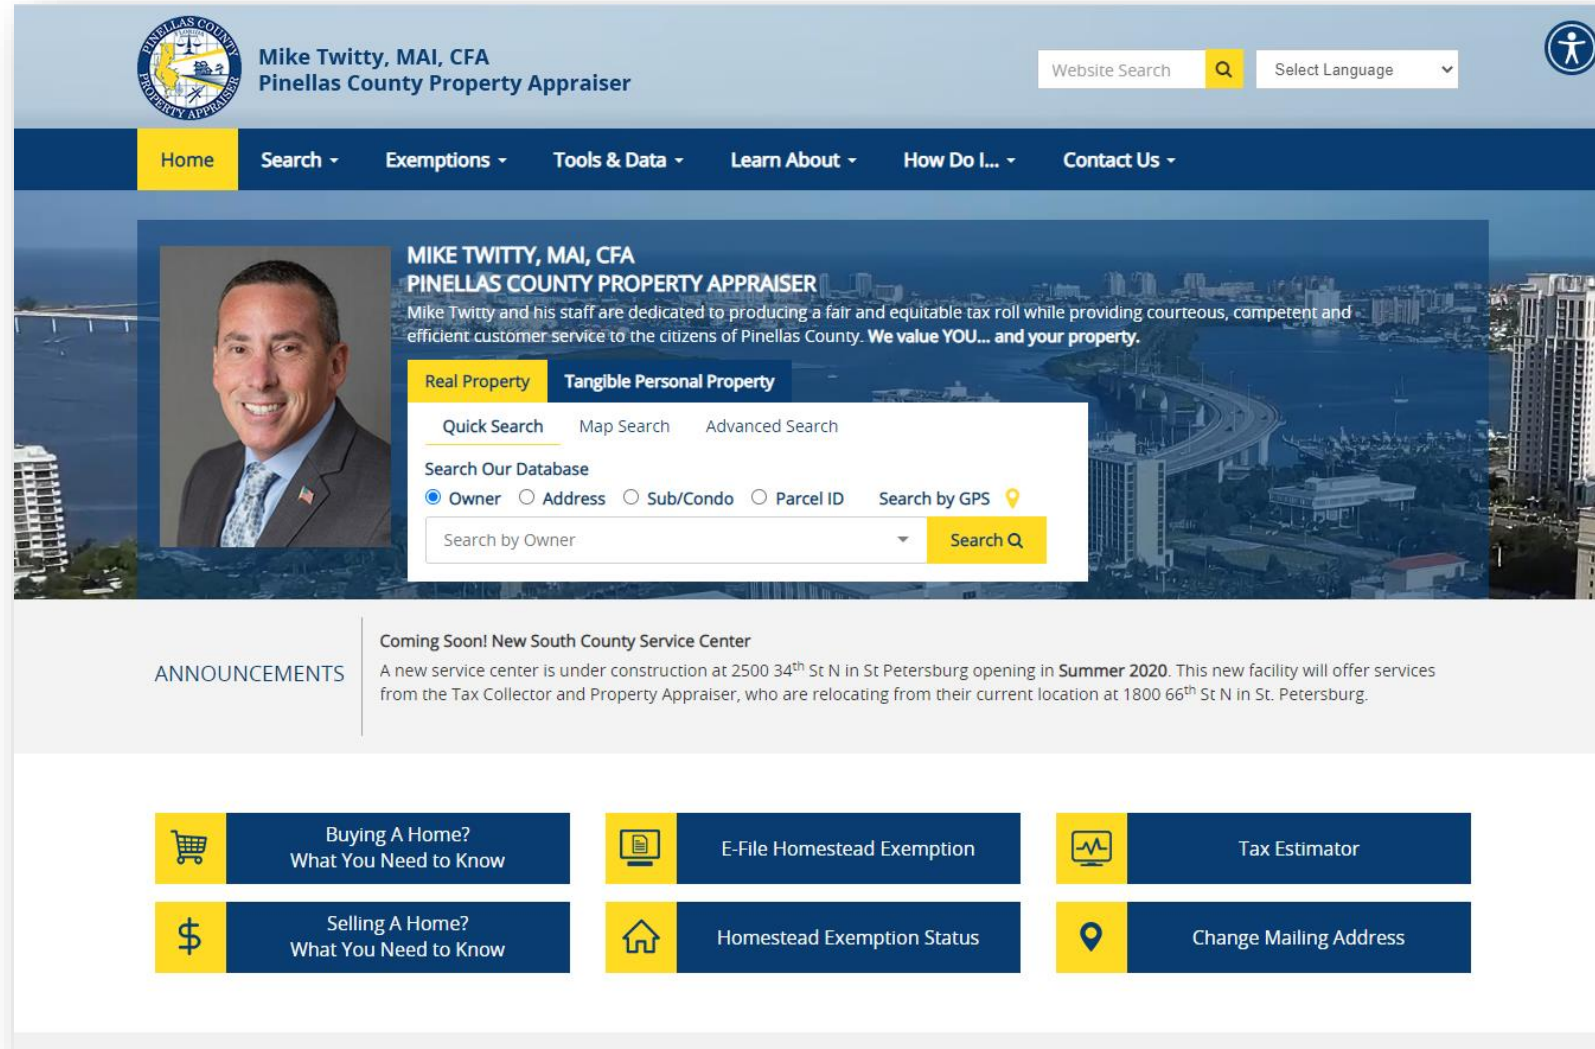 PINELLAS COUNTY
FLORIDA
PROPERTY APPRAISER
Mike Twitty, MAI, CFA
Pinellas County Property Appraiser
Website Search
Select Language
Home
Search
Exemptions
Tools & Data
Learn About
How Do I...
Contact Us
MIKE TWITTY, MAI, CFA
PINELLAS COUNTY PROPERTY APPRAISER
Mike Twitty and his staff are dedicated to producing a fair and equitable tax roll while providing courteous, competent and
efficient customer service to the citizens of Pinellas County. We value YOU... and your property.
Real Property
Tangible Personal Property
Quick Search
Map Search
Advanced Search
Search Our Database
Owner
Address
Sub/Condo
Parcel ID
Search by GPS
Search by Owner
Search
ANNOUNCEMENTS
Coming Soon! New South County Service Center
A new service center is under construction at 2500 34th St N in St Petersburg opening in Summer 2020. This new facility will offer services
from the Tax Collector and Property Appraiser, who are relocating from their current location at 1800 66th St N in St. Petersburg.
Buying A Home?
What You Need to Know
E-File Homestead Exemption
Tax Estimator
Selling A Home?
What You Need to Know
Homestead Exemption Status
Change Mailing Address